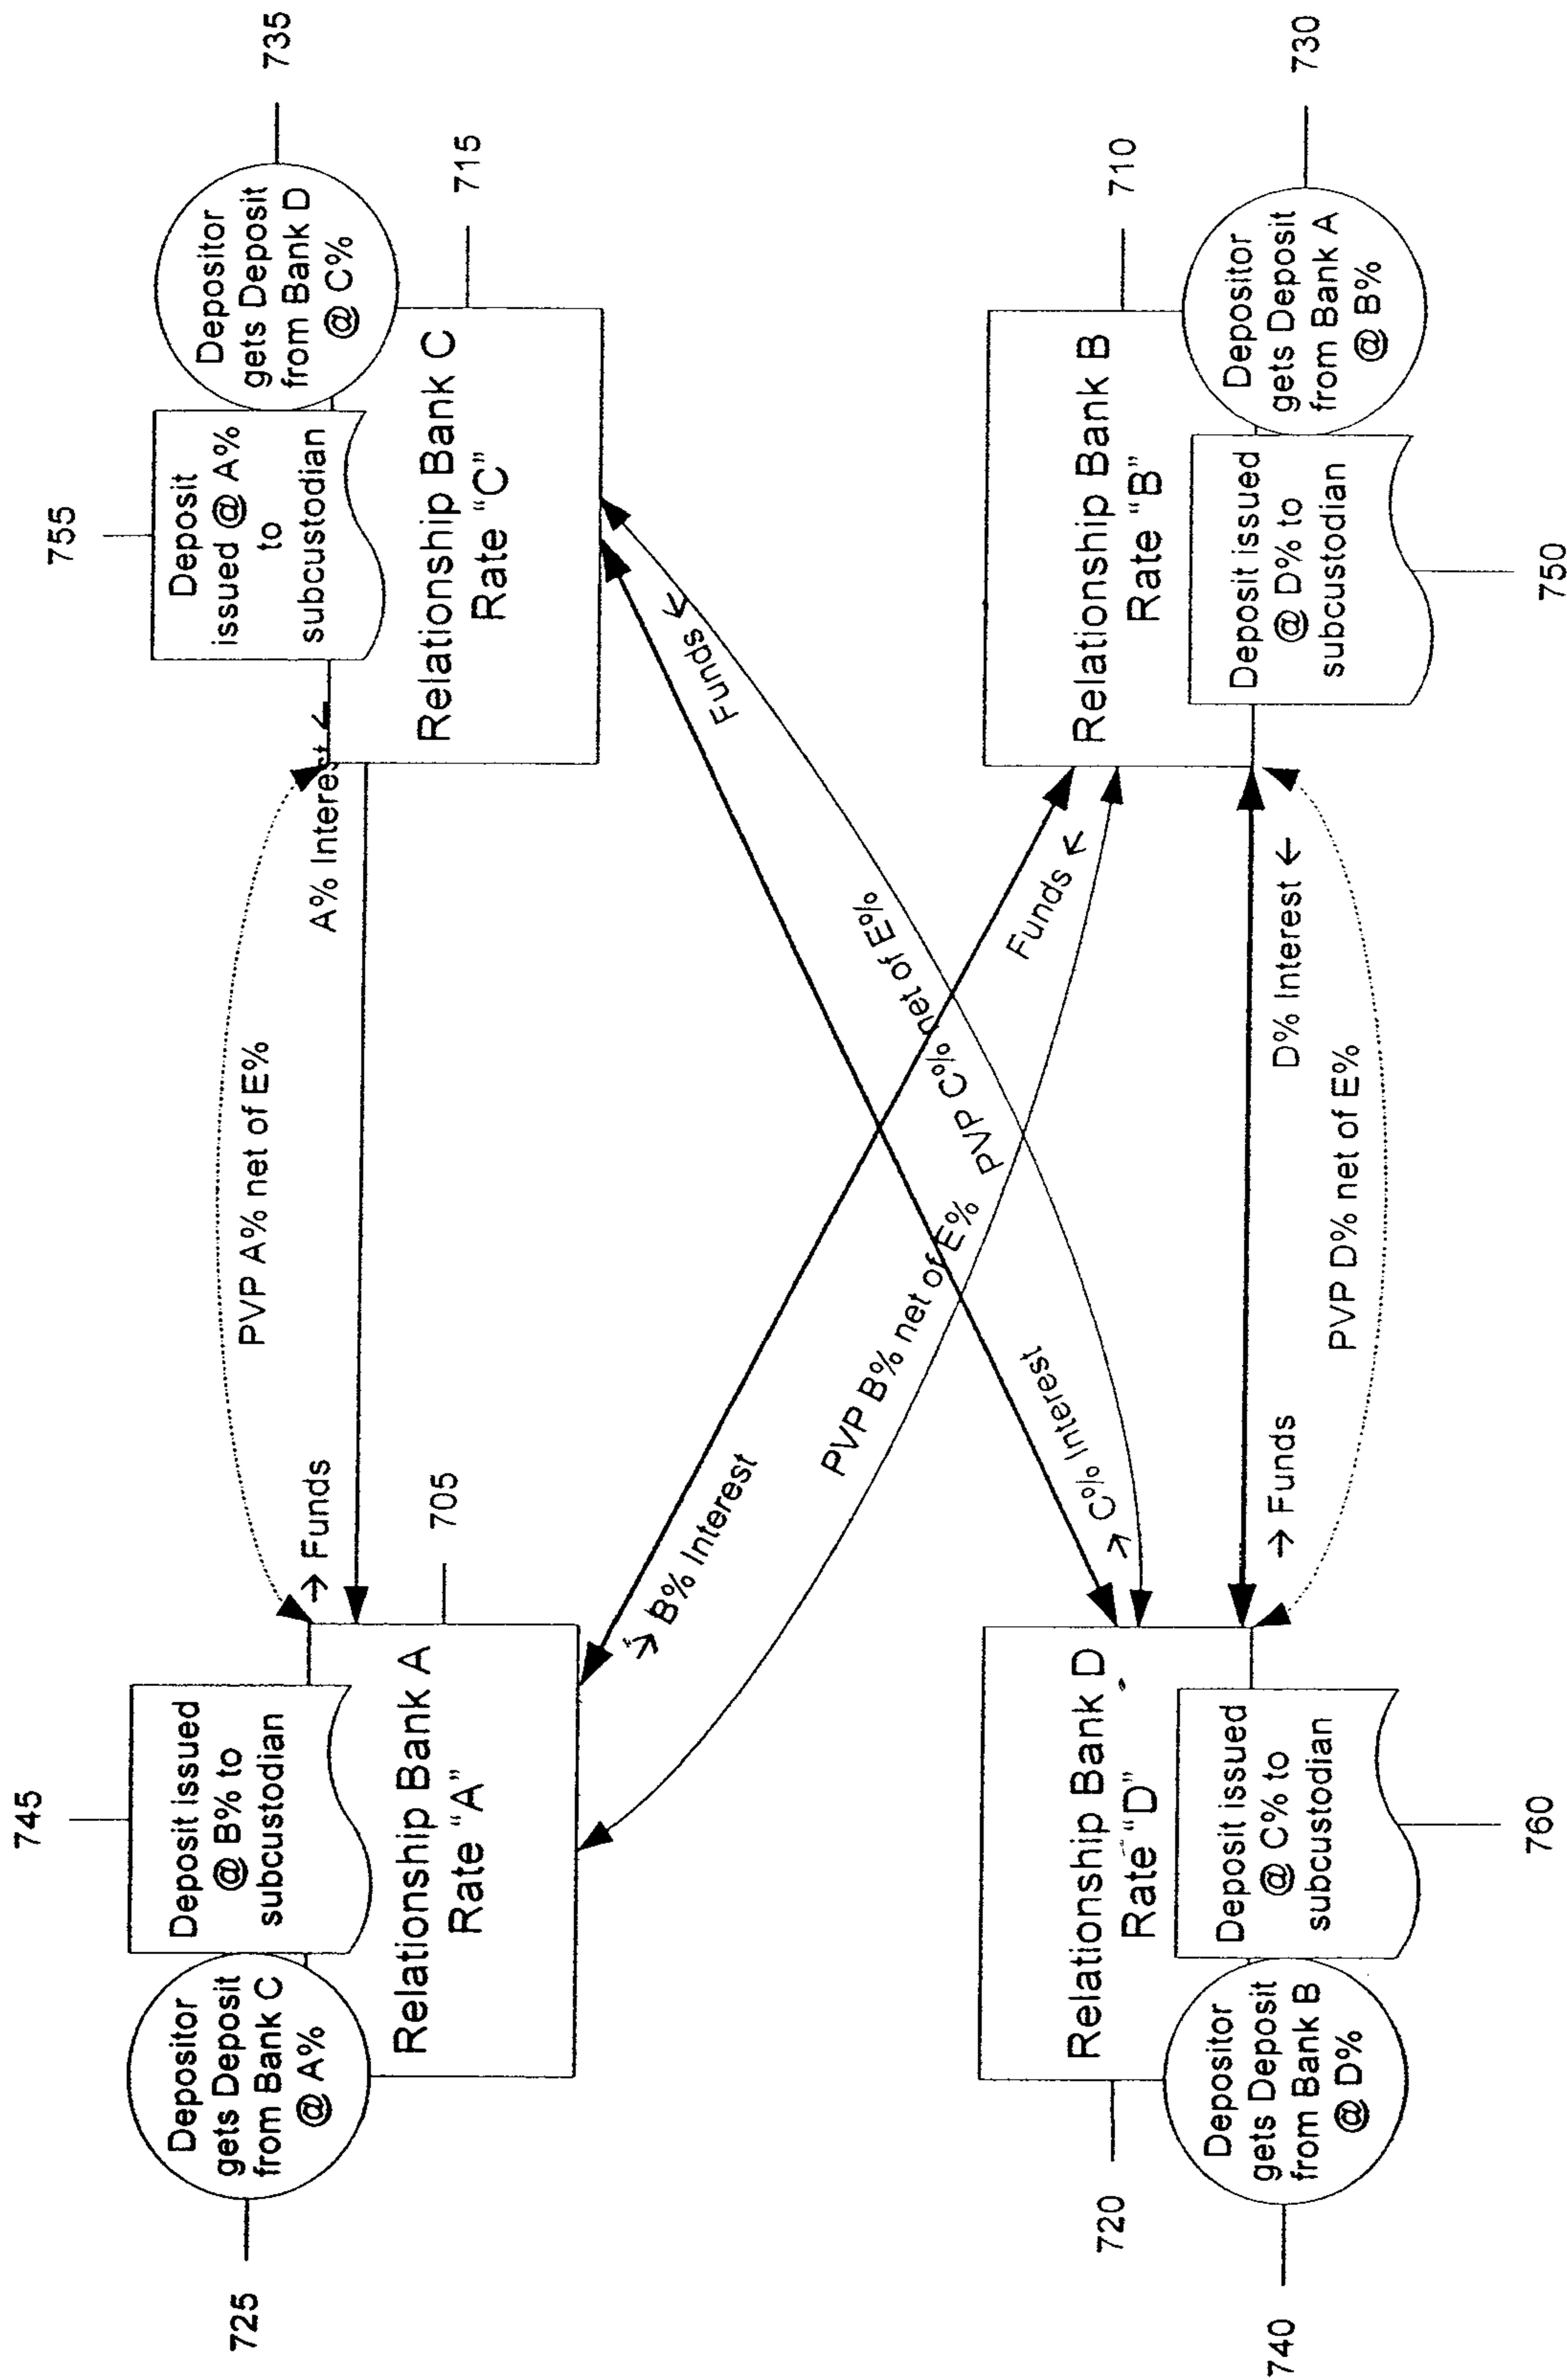 745
755
725
Depositor
gets Deposit
from Bank C
@ A%
Deposit issued
@ B% to
subcustodian
Relationship Bank A
Rate "A"
705
→ Funds
PVP A% net of E%
A% Interest ←
Deposit
issued @ A%
to
subcustodian
Depositor
gets Deposit
from Bank D
@ C%
735
Relationship Bank C
Rate "C"
715
→ B% Interest
PVP B% net of E%
Funds ←
→ C% Interest
PVP C% net of E%
Funds ←
720
Relationship Bank D
Rate "D"
Relationship Bank B
Rate "B"
710
740
Depositor
gets Deposit
from Bank B
@ D%
Deposit issued
@ C% to
subcustodian
→ Funds
D% Interest ←
PVP D% net of E%
Deposit issued
@ D% to
subcustodian
Depositor
gets Deposit
from Bank A
@ B%
730
760
750